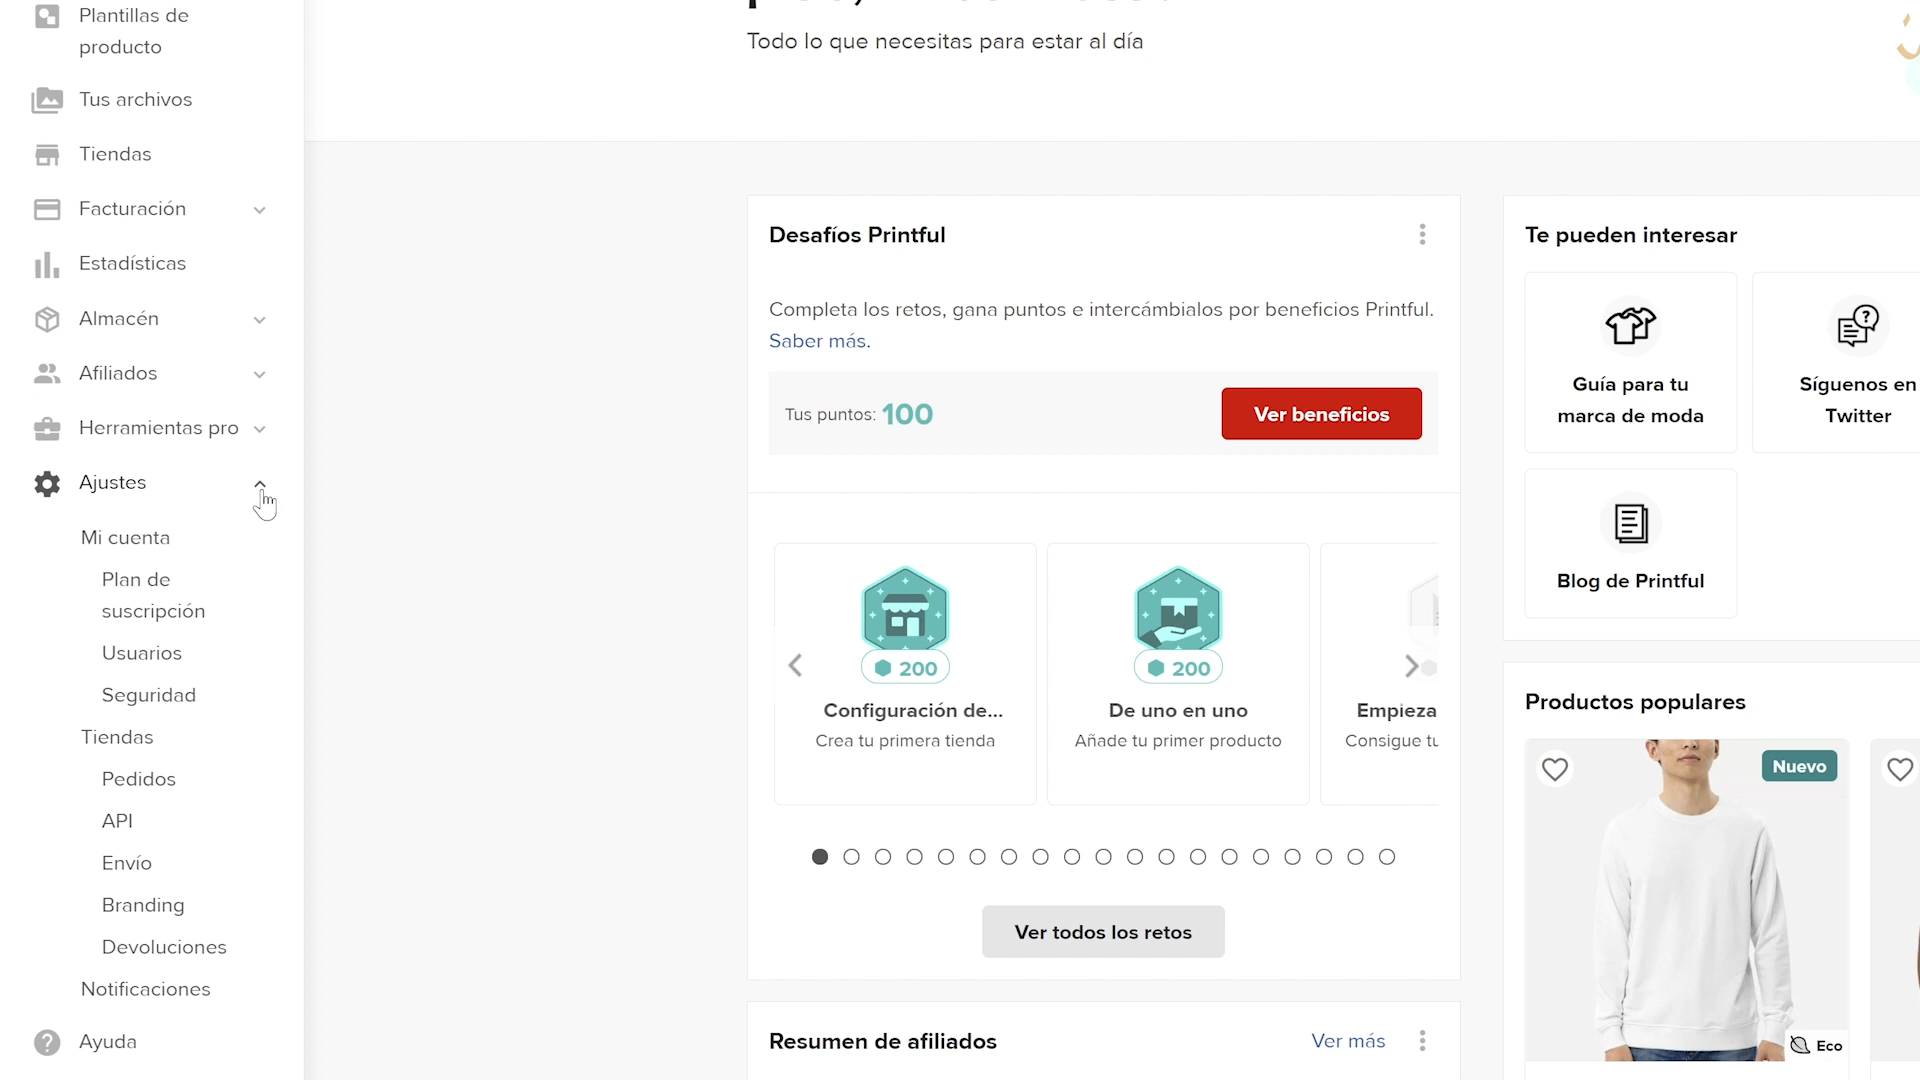 Plantillas de
producto
Tus archivos
Tiendas
Facturación
Estadísticas
Almacén
Afiliados
Herramientas pro
Ajustes
Mi cuenta
Plan de
suscripción
Usuarios
Seguridad
Tiendas
Pedidos
API
Envío
Branding
Devoluciones
Notificaciones
Ayuda
Todo lo que necesitas para estar al día
Desafíos Printful
Completa los retos, gana puntos e intercámbialos por beneficios Printful.
Saber más.
Tus puntos: 100
Ver beneficios
200
Configuración de...
Crea tu primera tienda
200
De uno en uno
Añade tu primer producto
Empieza
Consigue tu
Ver todos los retos
Resumen de afiliados
Ver más
Te pueden interesar
Guía para tu
marca de moda
Síguenos en
Twitter
Blog de Printful
Productos populares
Nuevo
Eco